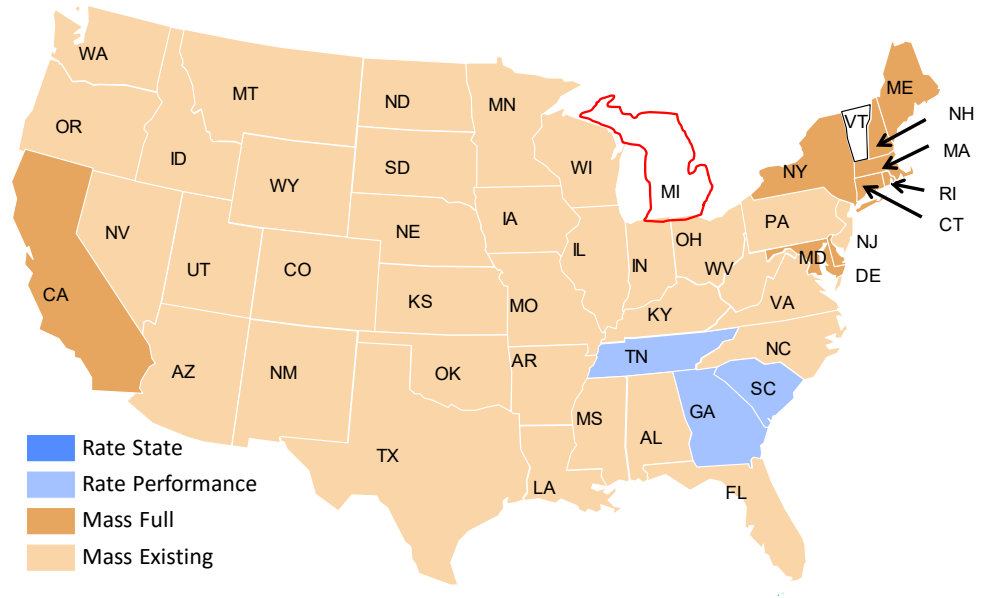 WA
MT
ND
MN
ME
OR
ID
SD
WI
VT
NH
WY
MI
NY
MA
RI
CT
IA
NE
PA
NV
UT
CO
IL
IN
OH
WV
MD
NJ
DE
CA
KS
MO
KY
VA
AZ
NM
OK
AR
TN
NC
SC
GA
MS
AL
TX
LA
FL
Rate State
Rate Performance
Mass Full
Mass Existing